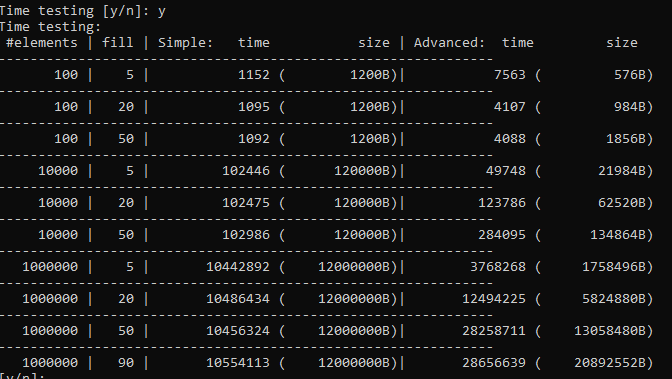 Time testing [y/n]: y
Time testing:
#elements | fill | Simple:   time              size | Advanced:  time         size
-------------------------------------------------------------
      100 |    5 |           1152 (        1200B)|           7563 (         576B)
-------------------------------------------------------------
      100 |   20 |           1095 (        1200B)|           4107 (         984B)
-------------------------------------------------------------
      100 |   50 |           1092 (        1200B)|           4088 (        1856B)
-------------------------------------------------------------
    10000 |    5 |         102446 (      120000B)|          49748 (       21984B)
-------------------------------------------------------------
    10000 |   20 |         102475 (      120000B)|         123786 (       62520B)
-------------------------------------------------------------
    10000 |   50 |         102986 (      120000B)|         284095 (      134864B)
-------------------------------------------------------------
  1000000 |    5 |       10442892 (    12000000B)|        3768268 (     1758496B)
-------------------------------------------------------------
  1000000 |   20 |       10486434 (    12000000B)|       12494225 (     5824880B)
-------------------------------------------------------------
  1000000 |   50 |       10456324 (    12000000B)|       28258711 (    13058480B)
-------------------------------------------------------------
  1000000 |   90 |       10554113 (    12000000B)|       28656639 (    20892552B)
[y/n]: